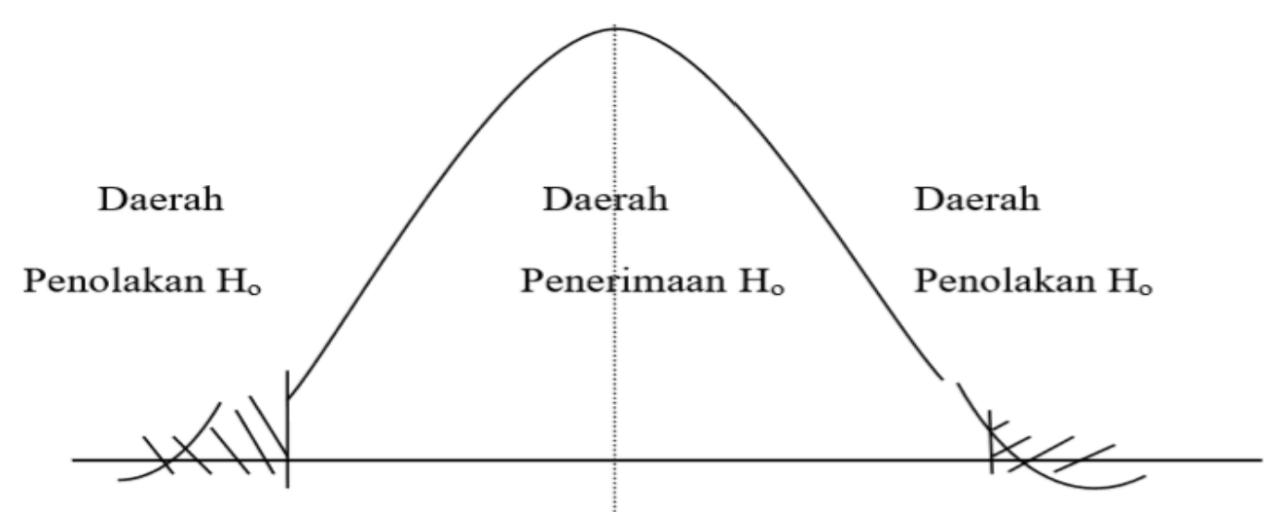 Daerah
Penolakan Hₒ
Daerah
Penerimaan Hₒ
Daerah
Penolakan Hₒ